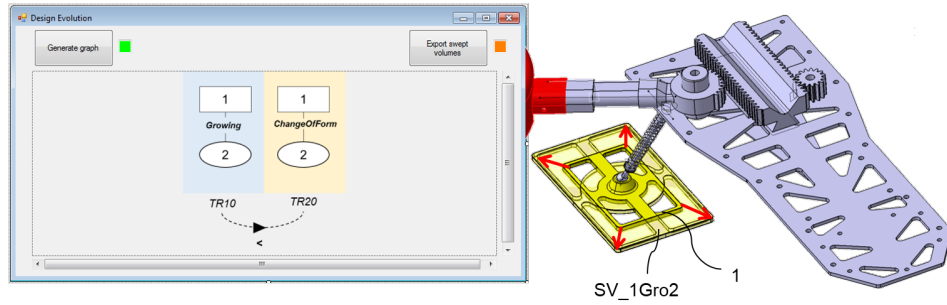 Design Evolution
Generate graph
Export swept
volumes
1
1
Growing
ChangeOfForm
2
2
TR10
TR20
<
1
SV_1Gro2